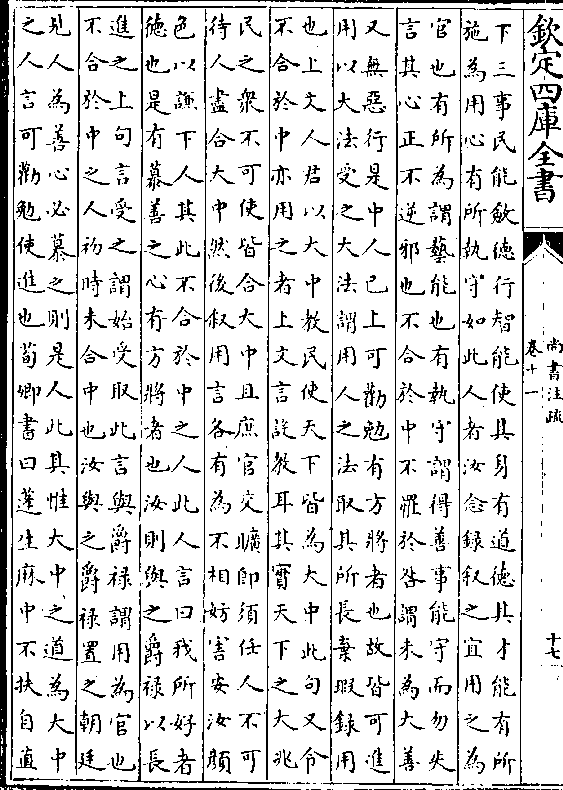 欽定四庫全書
尚書注疏
卷十一
十七
下三事民能斂德行智能使其身有道德其才能有所
施為用心有所執守如此人者汝念錄叙之宜用之為
官也有所為謂藝能也有執守謂得善事能守而勿失
言其心正不逆邪也不合於中不罹於咎謂未為大善
又無惡行是中人已上可勸勉有方將者也故皆可進
用以大法受之大法謂用人之法取其所長棄瑕錄用
也上文人君以大中教民使天下皆為大中此句又令
不合於中亦用之者上文言設教耳其實天下之大兆
民之衆不可使皆合大中且庶官交曠即須任人不可
待人盡合大中然後叙用言各有為不相妨害安汝顔
色以謙下人其此不合於中之人此人言曰我所好者
德也是有慕善之心有方將者也汝則與之爵祿以長
進之上句言受之謂始受取此言與爵祿謂用為官也
不合於中之人初時未合中也汝與之爵祿置之朝廷
見人為善心必慕之則是人此其惟大中之道為大中
之人言可勸勉使進也荀卿書曰蓬生麻中不扶自直